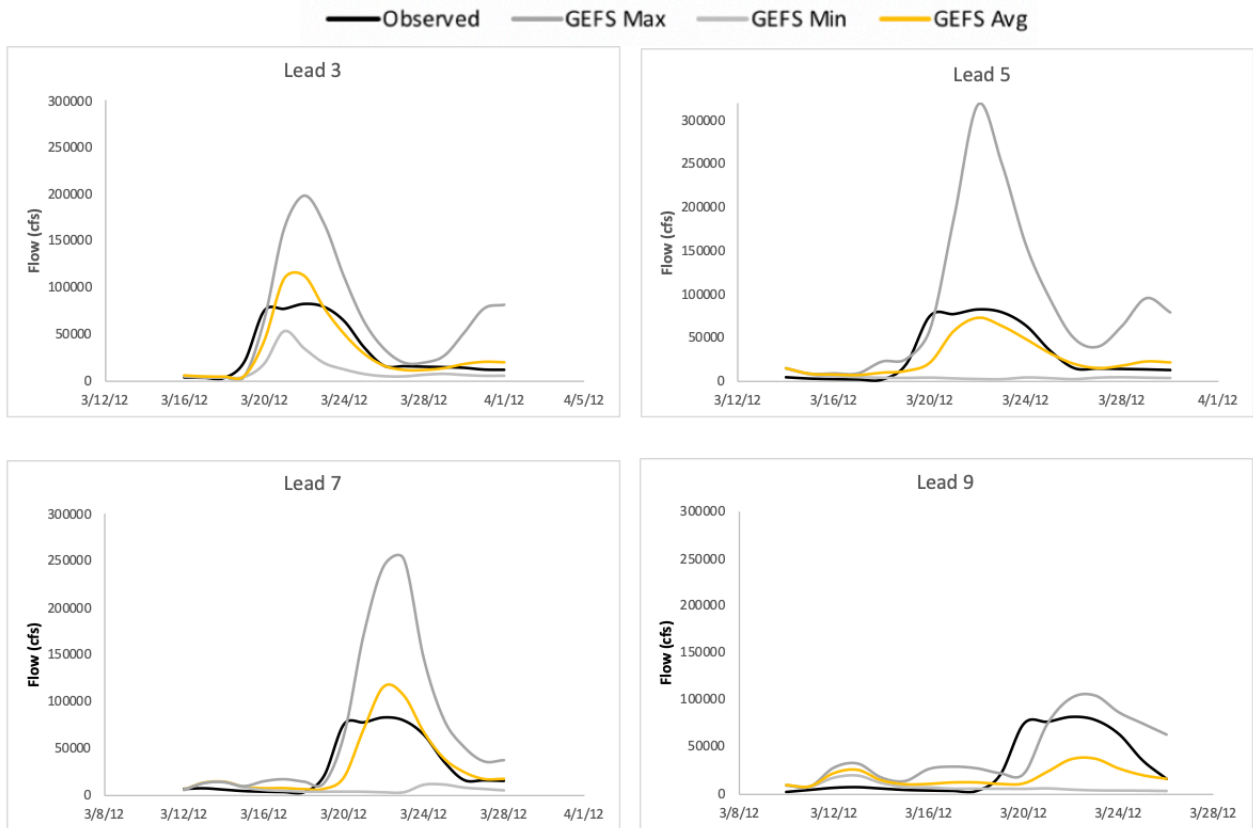 Observed GEFS Max GEFS Min GEFS Avg
Lead 3
Flow (cfs)
300000
250000
200000
150000
100000
50000
0
3/12/12 3/16/12 3/20/12 3/24/12 3/28/12 4/1/12 4/5/12
Lead 5
Flow (cfs)
300000
250000
200000
150000
100000
50000
0
3/12/12 3/16/12 3/20/12 3/24/12 3/28/12 4/1/12
Lead 7
Flow (cfs)
300000
250000
200000
150000
100000
50000
0
3/8/12 3/12/12 3/16/12 3/20/12 3/24/12 3/28/12 4/1/12
Lead 9
Flow (cfs)
300000
250000
200000
150000
100000
50000
0
3/8/12 3/12/12 3/16/12 3/20/12 3/24/12 3/28/12